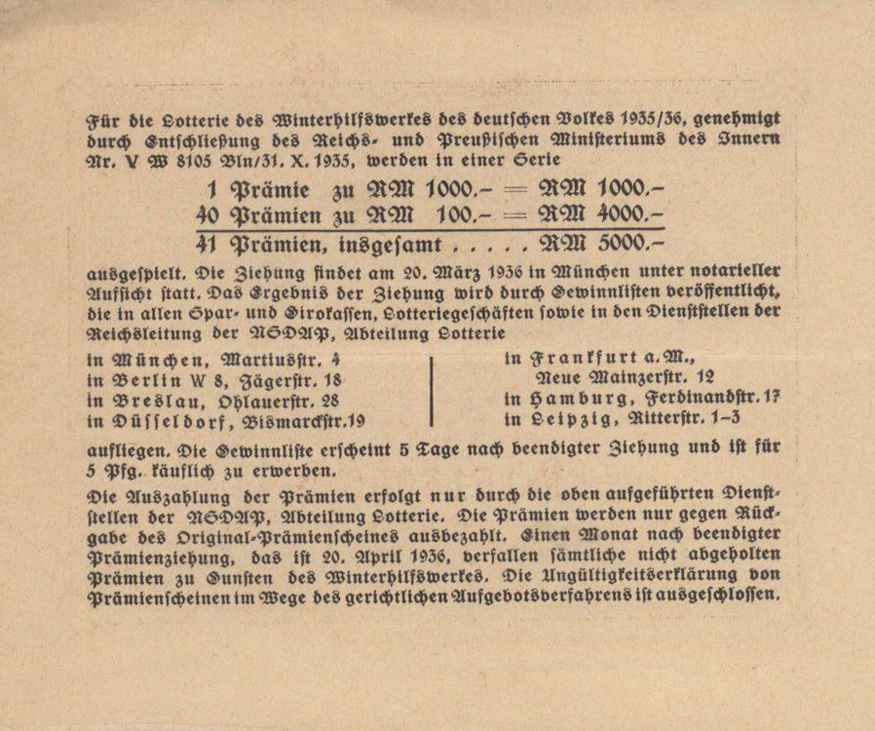 Für die Lotterie des Winterhilfswerkes des deutschen Volkes 1935/36, genehmigt
durch Entschließung des Reichs- und Preußischen Ministeriums des Innern
Nr. V W 8105 Bln/31. X. 1935, werden in einer Serie
1 Prämie zu RM 1000.– = RM 1000.–
40 Prämien zu RM 100.– = RM 4000.–
41 Prämien, insgesamt . . . . . RM 5000.–
ausgespielt. Die Ziehung findet am 20. März 1936 in München unter notarieller
Aufsicht statt. Das Ergebnis der Ziehung wird durch Gewinnlisten veröffentlicht,
die in allen Spar- und Girokassen, Lotteriegeschäften sowie in den Dienststellen der
Reichsleitung der NSDAP, Abteilung Lotterie
in München, Martiusstr. 4
in Berlin W 8, Jägerstr. 18
in Breslau, Ohlauerstr. 28
in Düsseldorf, Bismarckstr. 19
in Frankfurt a. M.,
Neue Mainzerstr. 12
in Hamburg, Ferdinandstr. 17
in Leipzig, Ritterstr. 1–3
aufliegen. Die Gewinnliste erscheint 5 Tage nach beendigter Ziehung und ist für
5 Pfg. käuflich zu erwerben.
Die Auszahlung der Prämien erfolgt nur durch die oben aufgeführten Dienst-
stellen der NSDAP, Abteilung Lotterie. Die Prämien werden nur gegen Rück-
gabe des Original-Prämienscheines ausbezahlt. Einen Monat nach beendigter
Prämienziehung, das ist 20. April 1936, verfallen sämtliche nicht abgeholten
Prämien zu Gunsten des Winterhilfswerkes. Die Ungültigkeitserklärung von
Prämienscheinen im Wege des gerichtlichen Aufgebotsverfahrens ist ausgeschlossen.